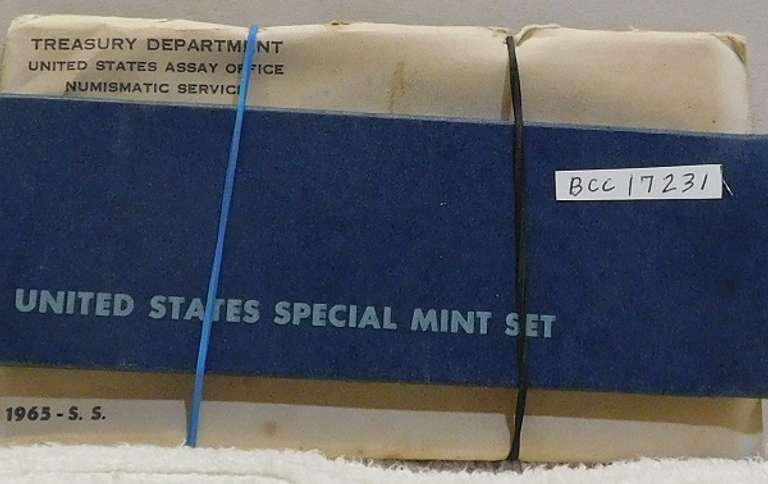 TREASURY DEPARTMENT
UNITED STATES ASSAY OFFICE
NUMISMATIC SERVICE
BCC 17231
UNITED STATES SPECIAL MINT SET
1965 - S. S.